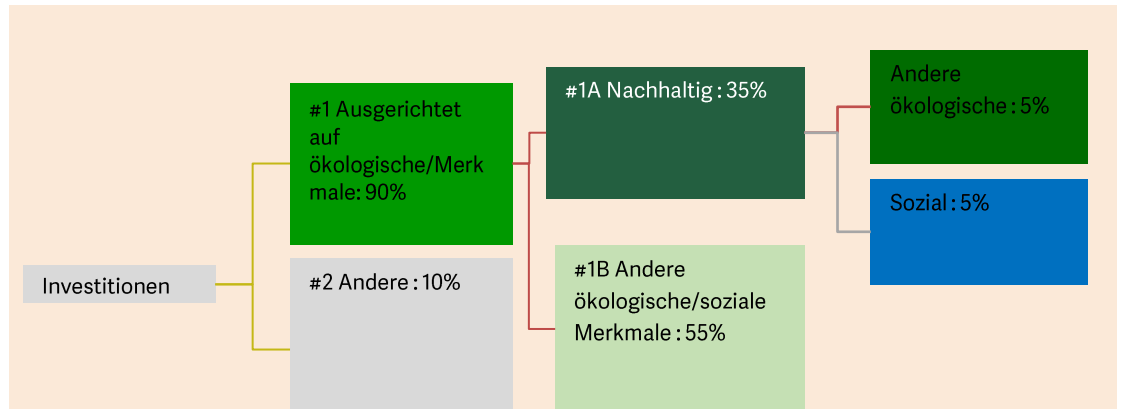 Investitionen
#1 Ausgerichtet
auf
ökologische/Merk
male: 90%
#2 Andere : 10%
#1A Nachhaltig : 35%
#1B Andere
ökologische/soziale
Merkmale : 55%
Andere
ökologische : 5%
Sozial : 5%